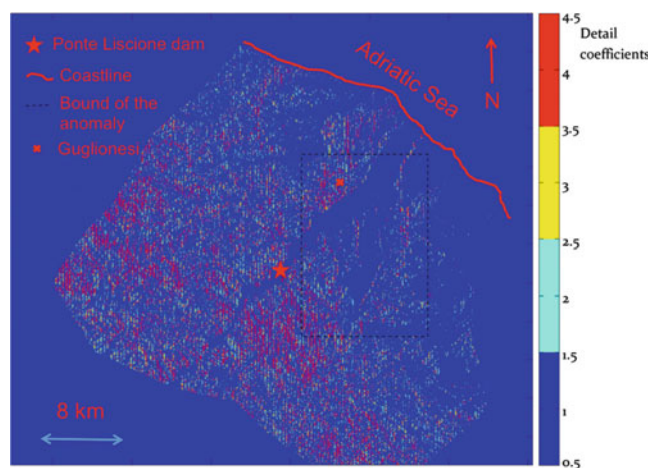 Ponte Liscione dam
Coastline
Bound of the
anomaly
Guglionesi
Adriatic Sea
N
8 km
Detail
coefficients
4.5
4
3.5
3
2.5
2
1.5
1
0.5